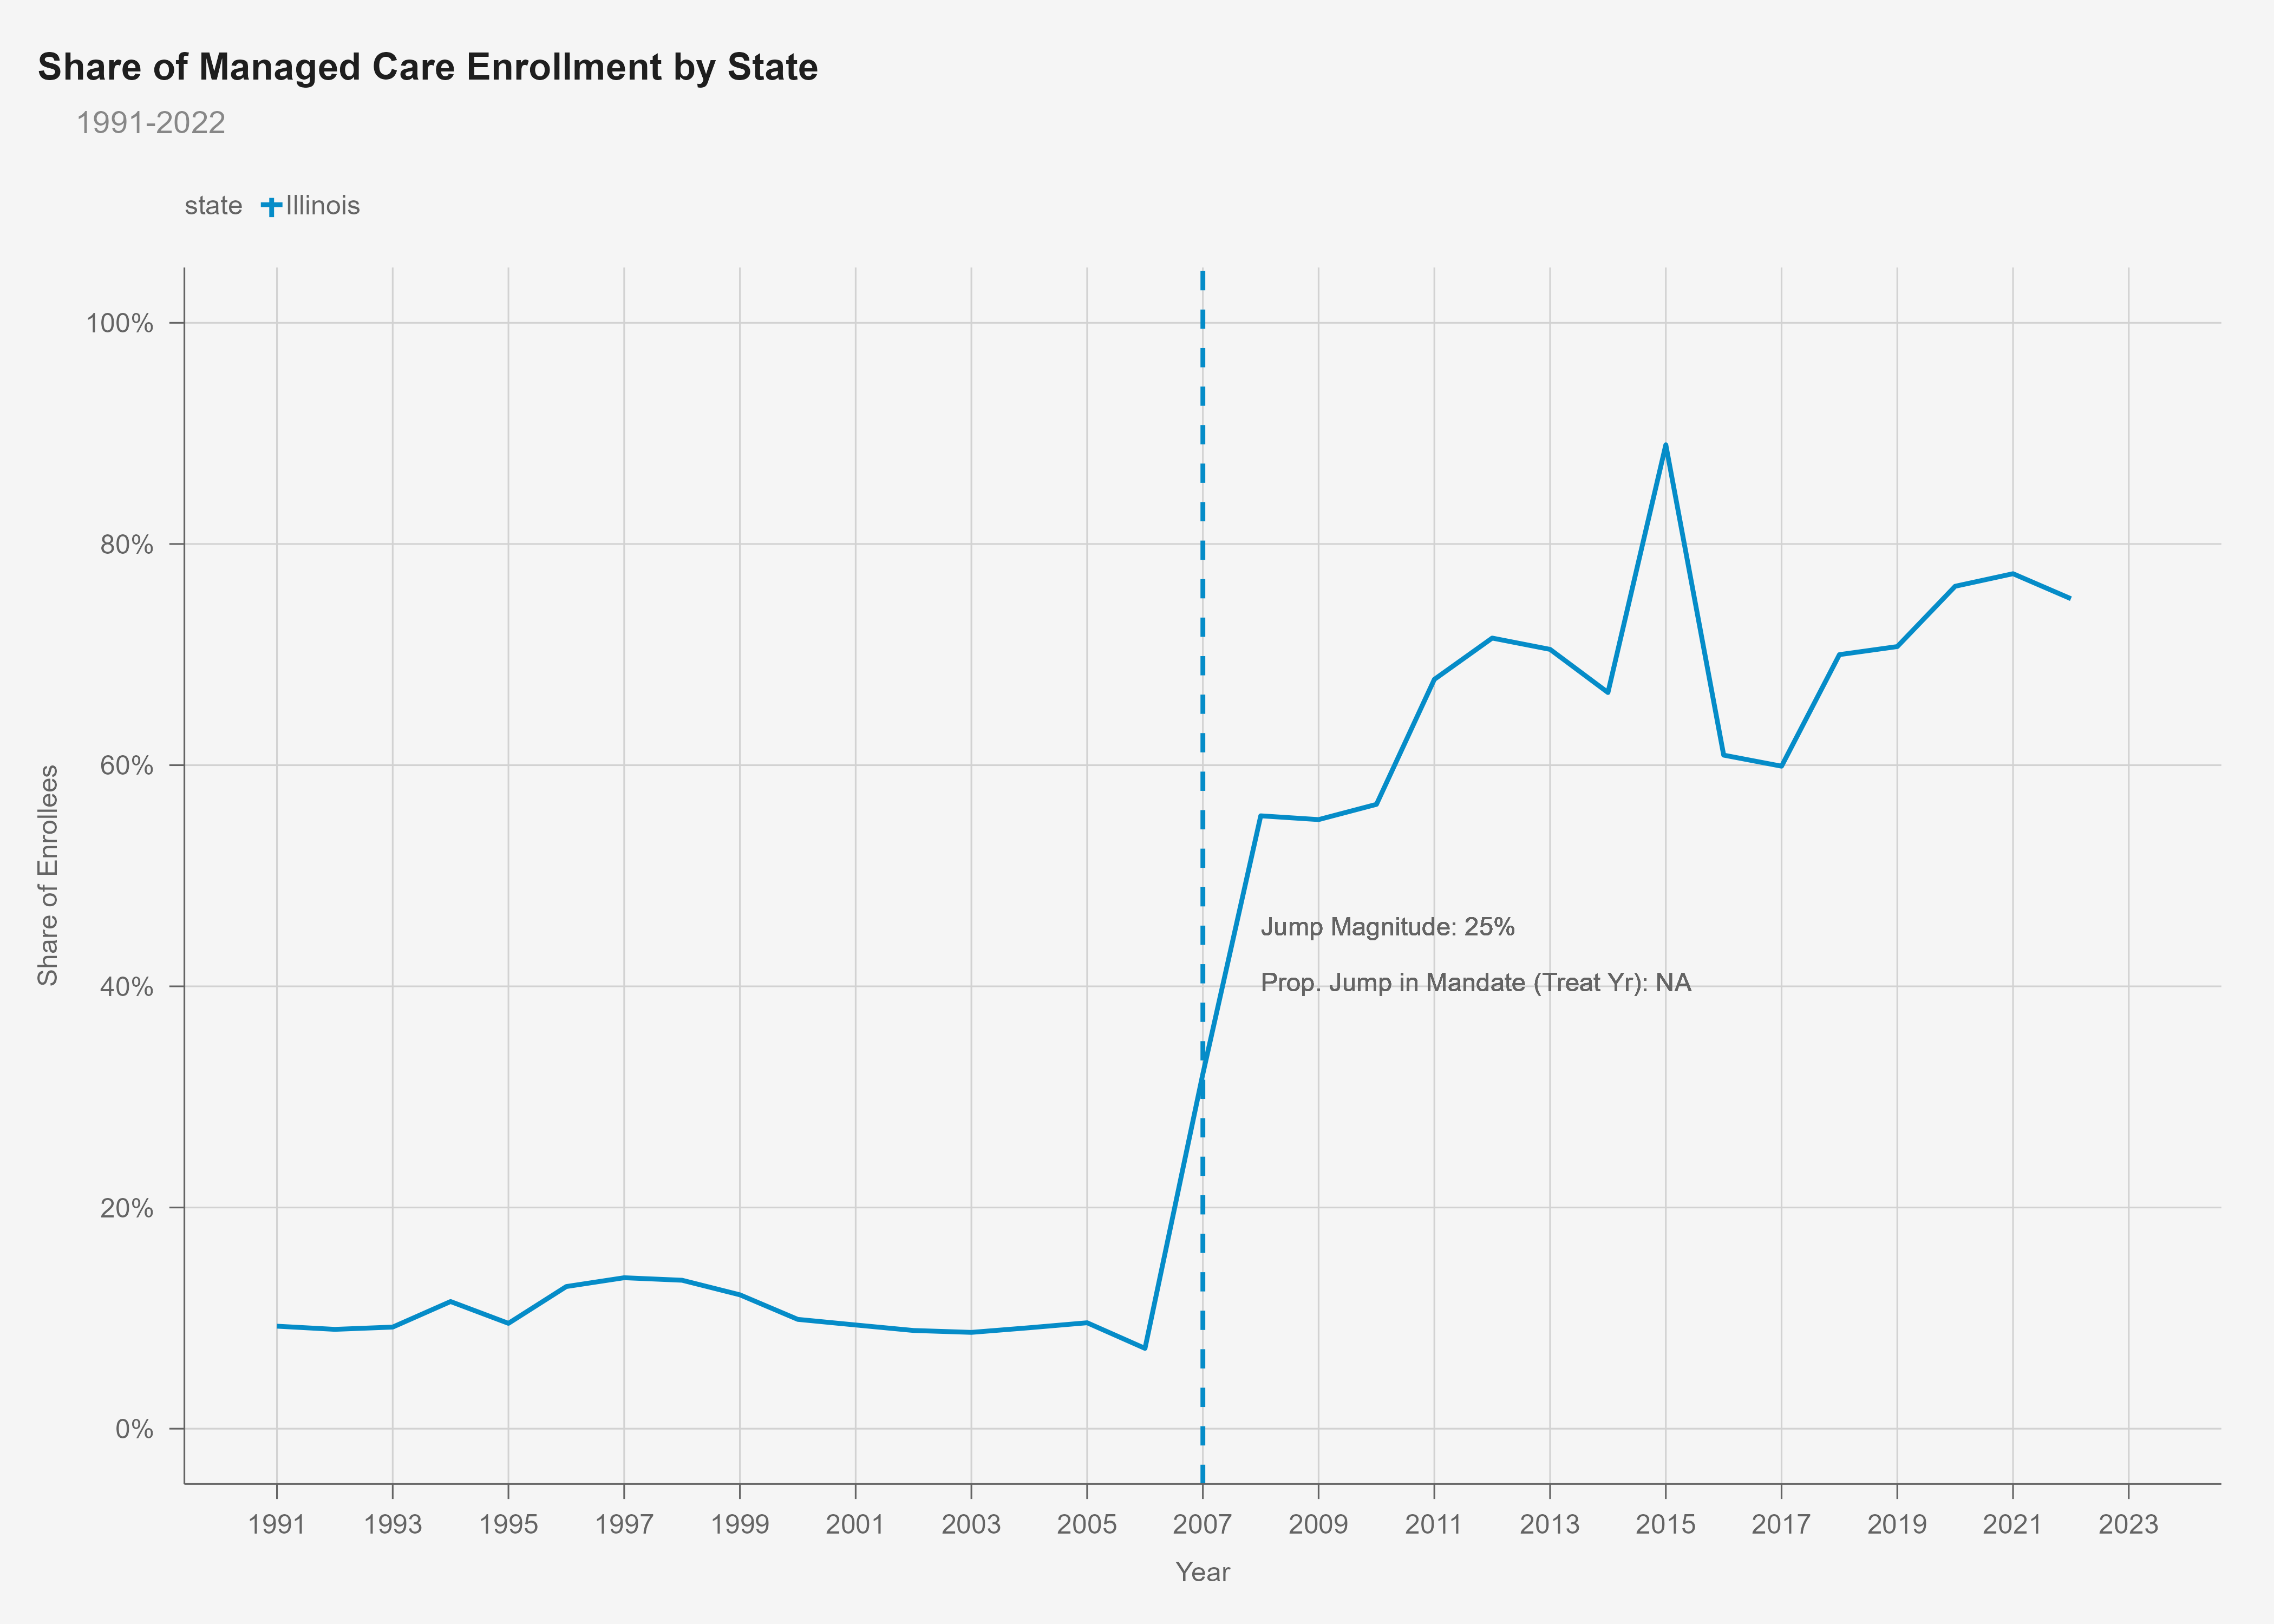 Share of Managed Care Enrollment by State
1991-2022
state Illinois
100%
80%
60%
40%
20%
0%
Share of Enrollees
Jump Magnitude: 25%
Prop. Jump in Mandate (Treat Yr): NA
1991 1993 1995 1997 1999 2001 2003 2005 2007 2009 2011 2013 2015 2017 2019 2021 2023
Year